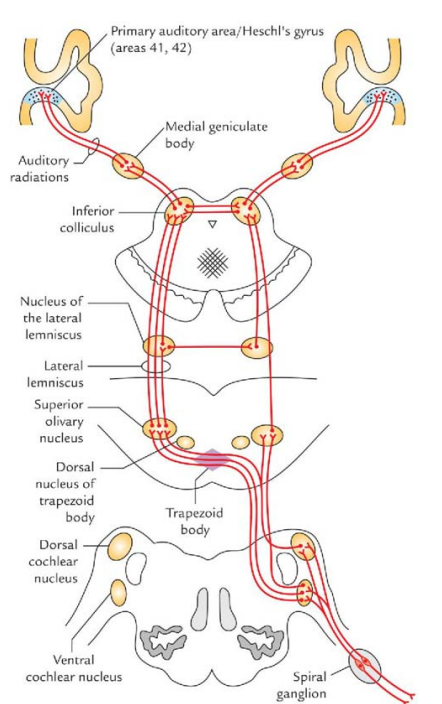 Primary auditory area/Heschl's gyrus
(areas 41, 42)
Medial geniculate
body
Auditory
radiations
Inferior
colliculus
Nucleus of
the lateral
lemniscus
Lateral
lemniscus
Superior
olivary
nucleus
Dorsal
nucleus of
trapezoid
body
Trapezoid
body
Dorsal
cochlear
nucleus
Ventral
cochlear nucleus
Spiral
ganglion